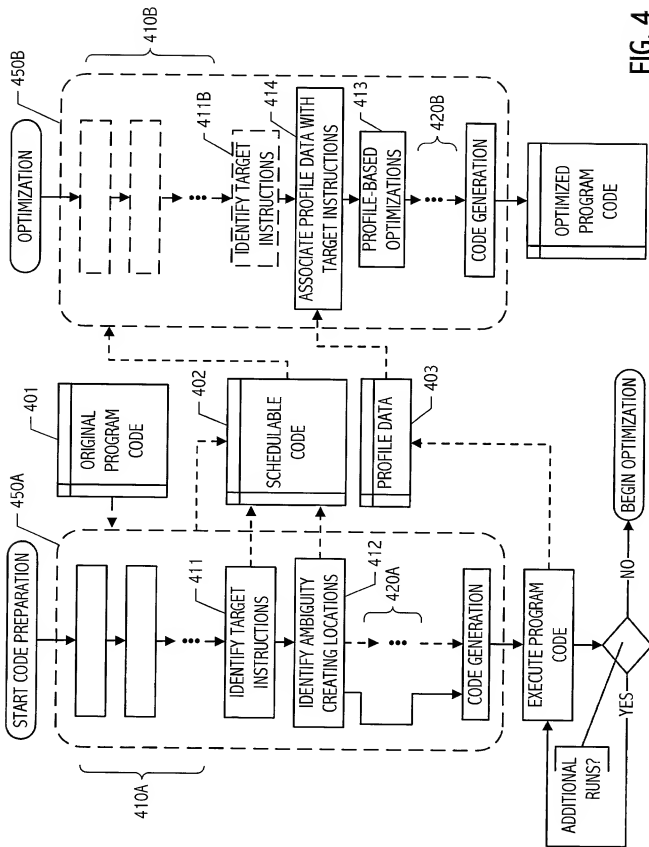 START CODE PREPARATION
450A
410A
411
IDENTIFY TARGET
INSTRUCTIONS
IDENTIFY AMBIGUITY
CREATING LOCATIONS
412
420A
CODE GENERATION
EXECUTE PROGRAM
CODE
ADDITIONAL
RUNS?
YES
NO
BEGIN OPTIMIZATION
401
ORIGINAL
PROGRAM
CODE
402
SCHEDULABLE
CODE
PROFILE DATA
403
OPTIMIZATION
450B
410B
411B
IDENTIFY TARGET
INSTRUCTIONS
414
ASSOCIATE PROFILE DATA WITH
TARGET INSTRUCTIONS
413
PROFILE-BASED
OPTIMIZATIONS
420B
CODE GENERATION
OPTIMIZED
PROGRAM
CODE
FIG. 4